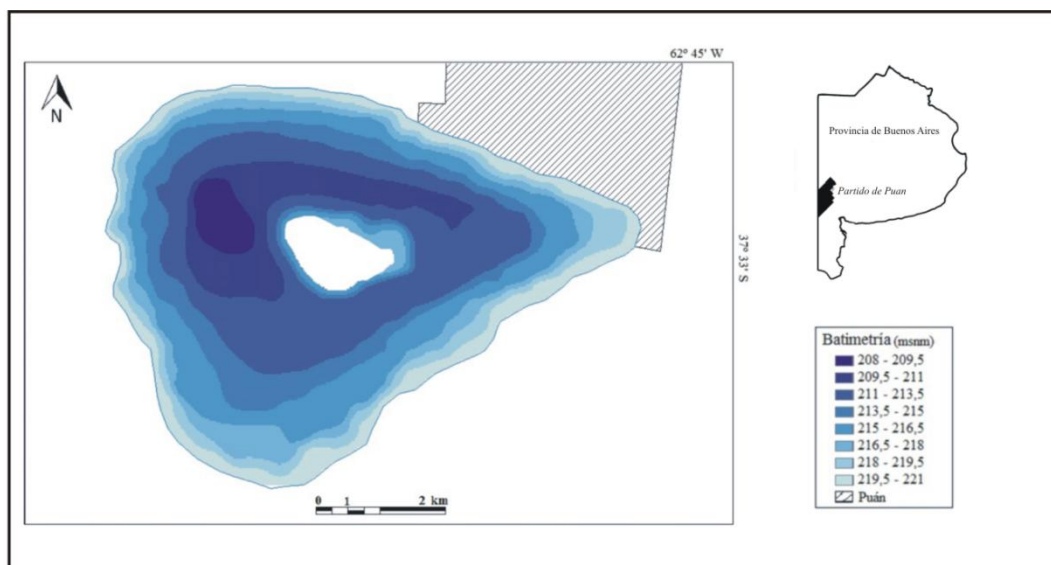 62º 45' W
N
37º 33' S
0 1 2 km
Provincia de Buenos Aires
Partido de Puan
Batimetría (msnm)
208 - 209,5
209,5 - 211
211 - 213,5
213,5 - 215
215 - 216,5
216,5 - 218
218 - 219,5
219,5 - 221
Puán